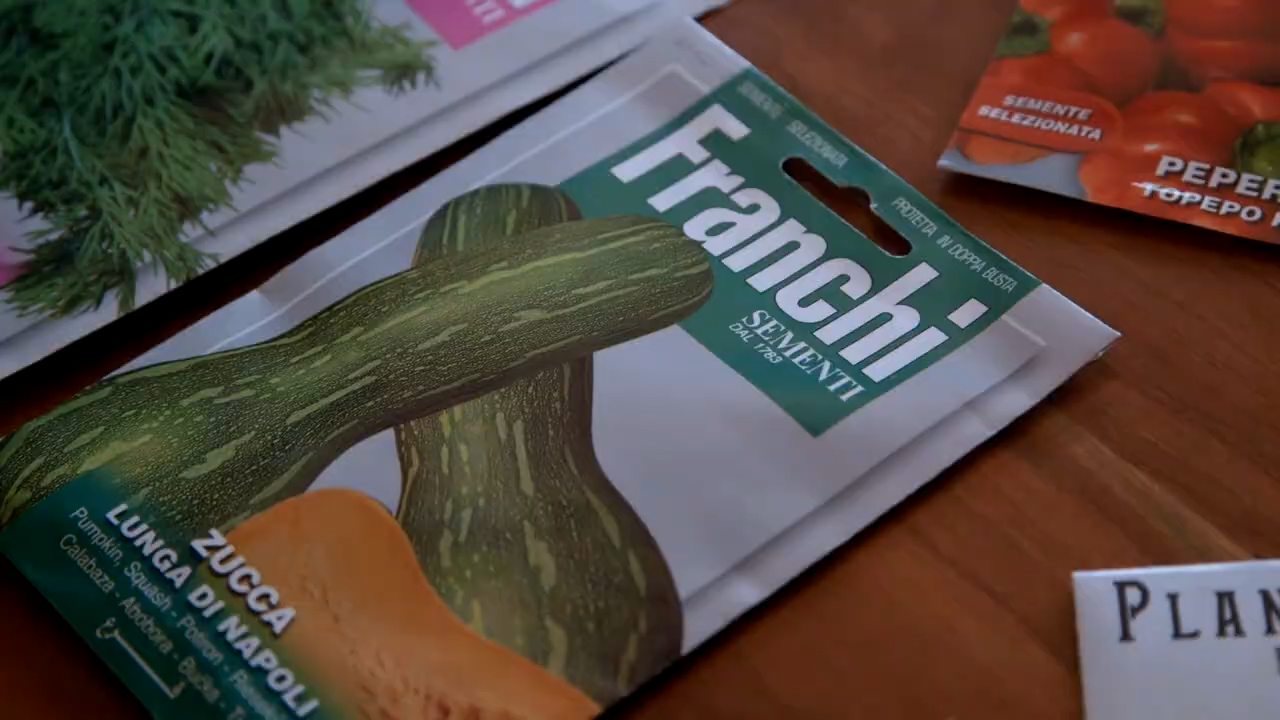 SEMENTE SELEZIONATA
PROTETTA IN DOPPIA BUSTA
Franchi
SEMENTI
DAL 1783
ZUCCA
LUNGA DI NAPOLI
Pumpkin, Squash - Potiron -
Calabaza - Abobora -
SEMENTE
SELEZIONATA
PEPER
TOPEPO
PLAN